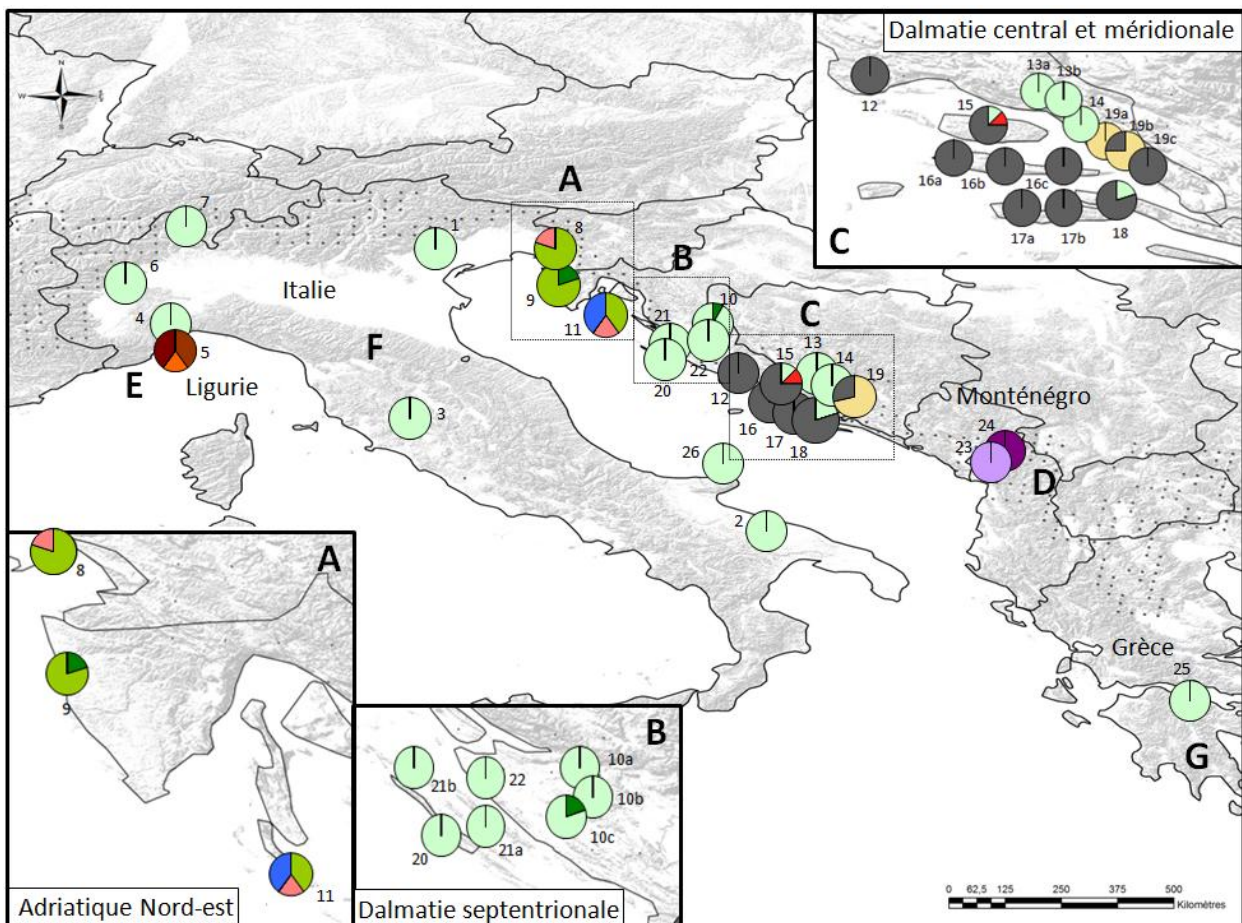 Dalmatie central et méridionale
13a
13b
12
15
14
19a
19b
19c
16a
16b
16c
17a
17b
18
C
N
W
S
A
7
1
8
B
6
Italie
9
10
C
4
11
21
F
22
13
14
5
20
15
19
E
Ligurie
12
Monténégro
3
16
24
17
23
26
18
D
2
A
8
Grèce
25
9
B
G
10a
22
21b
10b
20
21a
10c
11
0 62,5 125 250 375 500
Kilomètres
Adriatique Nord-est
Dalmatie septentrionale